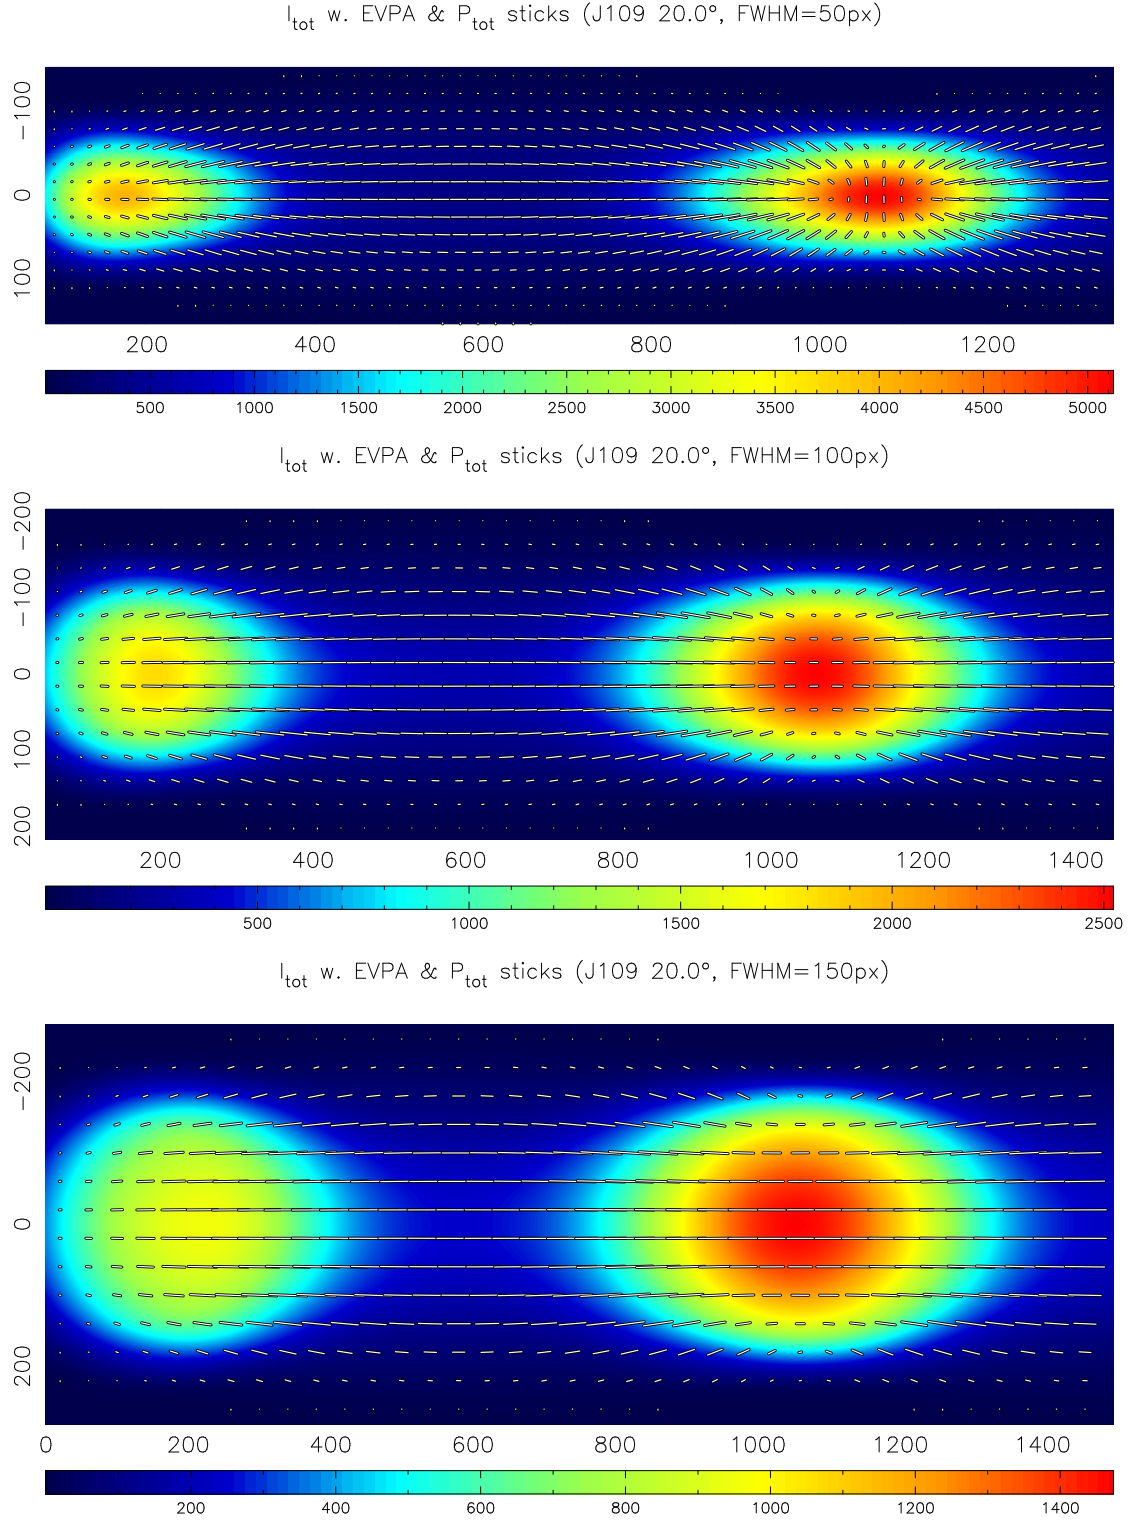 I_tot w. EVPA & P_tot sticks (J109 20.0°, FWHM=50px)
−100
0
100
200 400 600 800 1000 1200
500 1000 1500 2000 2500 3000 3500 4000 4500 5000
I_tot w. EVPA & P_tot sticks (J109 20.0°, FWHM=100px)
−200
−100
0
100
200
200 400 600 800 1000 1200 1400
500 1000 1500 2000 2500
I_tot w. EVPA & P_tot sticks (J109 20.0°, FWHM=150px)
−200
0
200
0 200 400 600 800 1000 1200 1400
200 400 600 800 1000 1200 1400